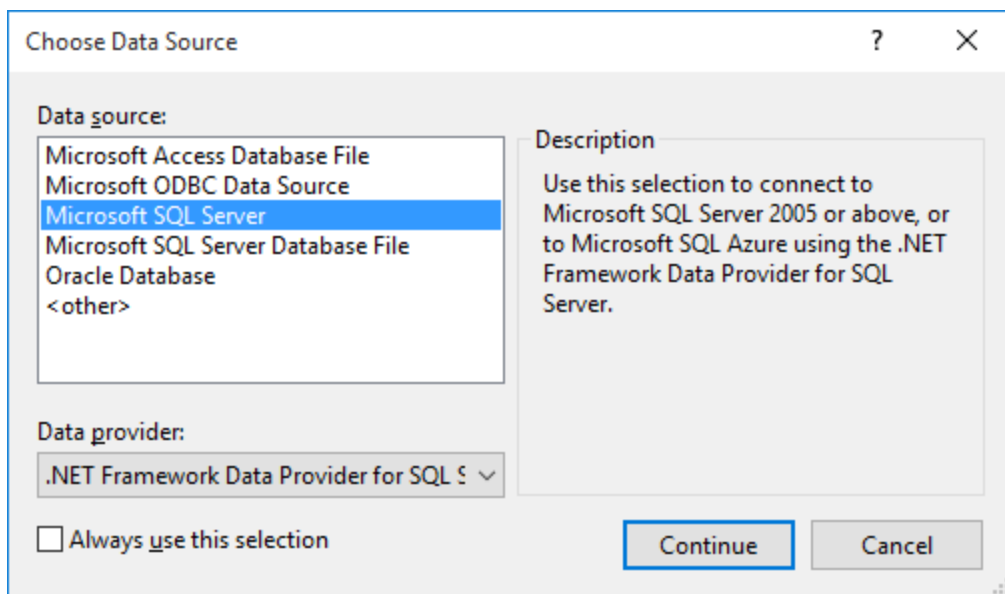 Choose Data Source
?
Data source:
Microsoft Access Database File
Microsoft ODBC Data Source
Microsoft SQL Server
Microsoft SQL Server Database File
Oracle Database
<other>
Description
Use this selection to connect to
Microsoft SQL Server 2005 or above, or
to Microsoft SQL Azure using the .NET
Framework Data Provider for SQL
Server.
Data provider:
.NET Framework Data Provider for SQL S
Always use this selection
Continue
Cancel